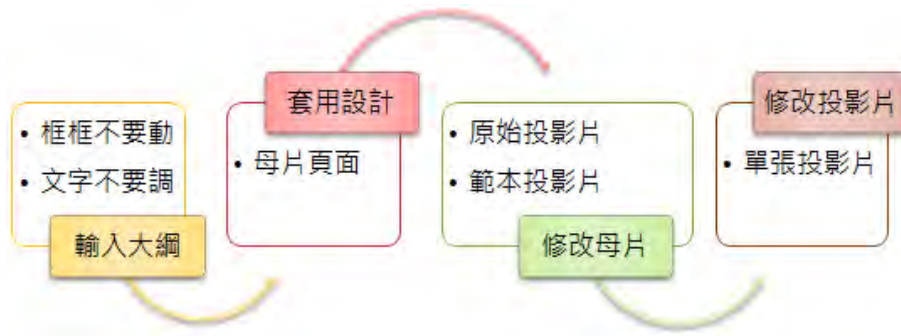 框框不要動
文字不要調
輸入大綱
套用設計
母片頁面
原始投影片
範本投影片
修改母片
修改投影片
單張投影片